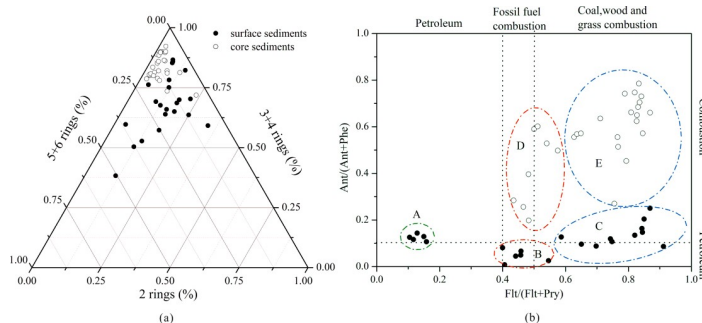 (a)
0.00
1.00
surface sediments
core sediments
0.25
0.75
5+6 rings (%)
3+4 rings (%)
0.50
0.50
0.75
0.25
1.00
0.00
0.00
0.25
0.50
0.75
1.00
2 rings (%)
(a)
(b)
Petroleum
Fossil fuel
combustion
Coal,wood and
grass combustion
1.0
0.8
0.6
0.4
0.2
0.0
Ant/(Ant+Phe)
A
B
C
D
E
0.0
0.2
0.4
0.6
0.8
1.0
Flt/(Flt+Pry)
(b)